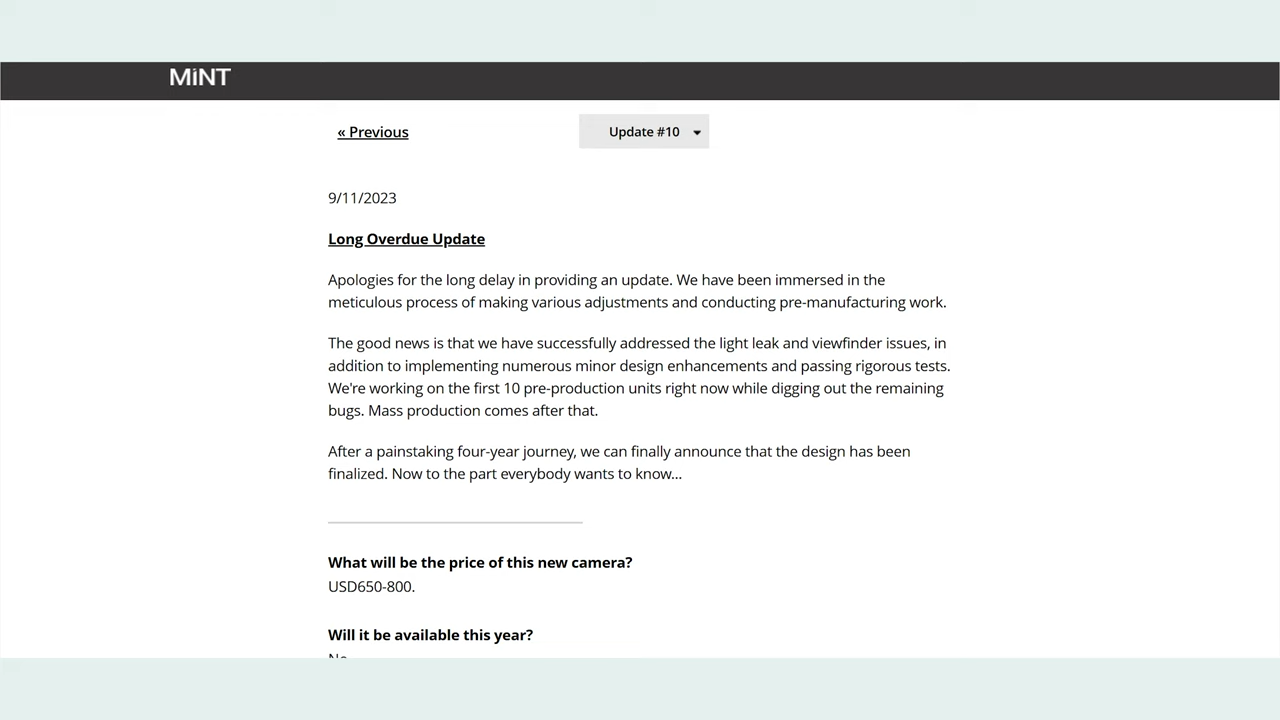 MiNT
« Previous
Update #10
9/11/2023
Long Overdue Update
Apologies for the long delay in providing an update. We have been immersed in the
meticulous process of making various adjustments and conducting pre-manufacturing work.
The good news is that we have successfully addressed the light leak and viewfinder issues, in
addition to implementing numerous minor design enhancements and passing rigorous tests.
We're working on the first 10 pre-production units right now while digging out the remaining
bugs. Mass production comes after that.
After a painstaking four-year journey, we can finally announce that the design has been
finalized. Now to the part everybody wants to know...
What will be the price of this new camera?
USD650-800.
Will it be available this year?
No